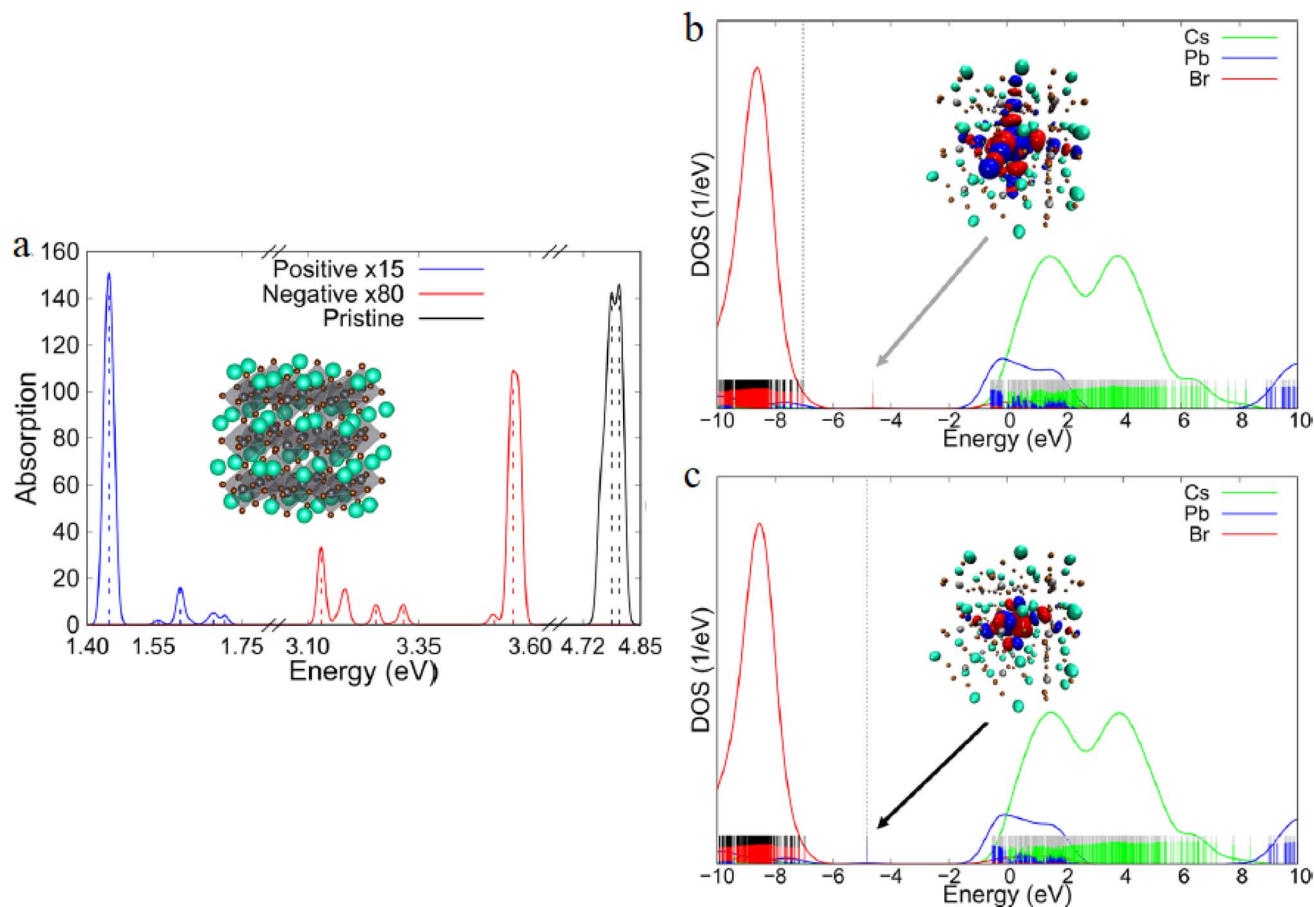 a
160
140
120
100
80
60
40
20
0
Absorption
Positive x15
Negative x80
Pristine
1.40 1.55 1.75 3.10 3.35 3.60 4.72 4.85
Energy (eV)
b
DOS (1/eV)
Cs
Pb
Br
−10 −8 −6 −4 −2 0 2 4 6 8 10
Energy (eV)
c
DOS (1/eV)
Cs
Pb
Br
−10 −8 −6 −4 −2 0 2 4 6 8 10
Energy (eV)